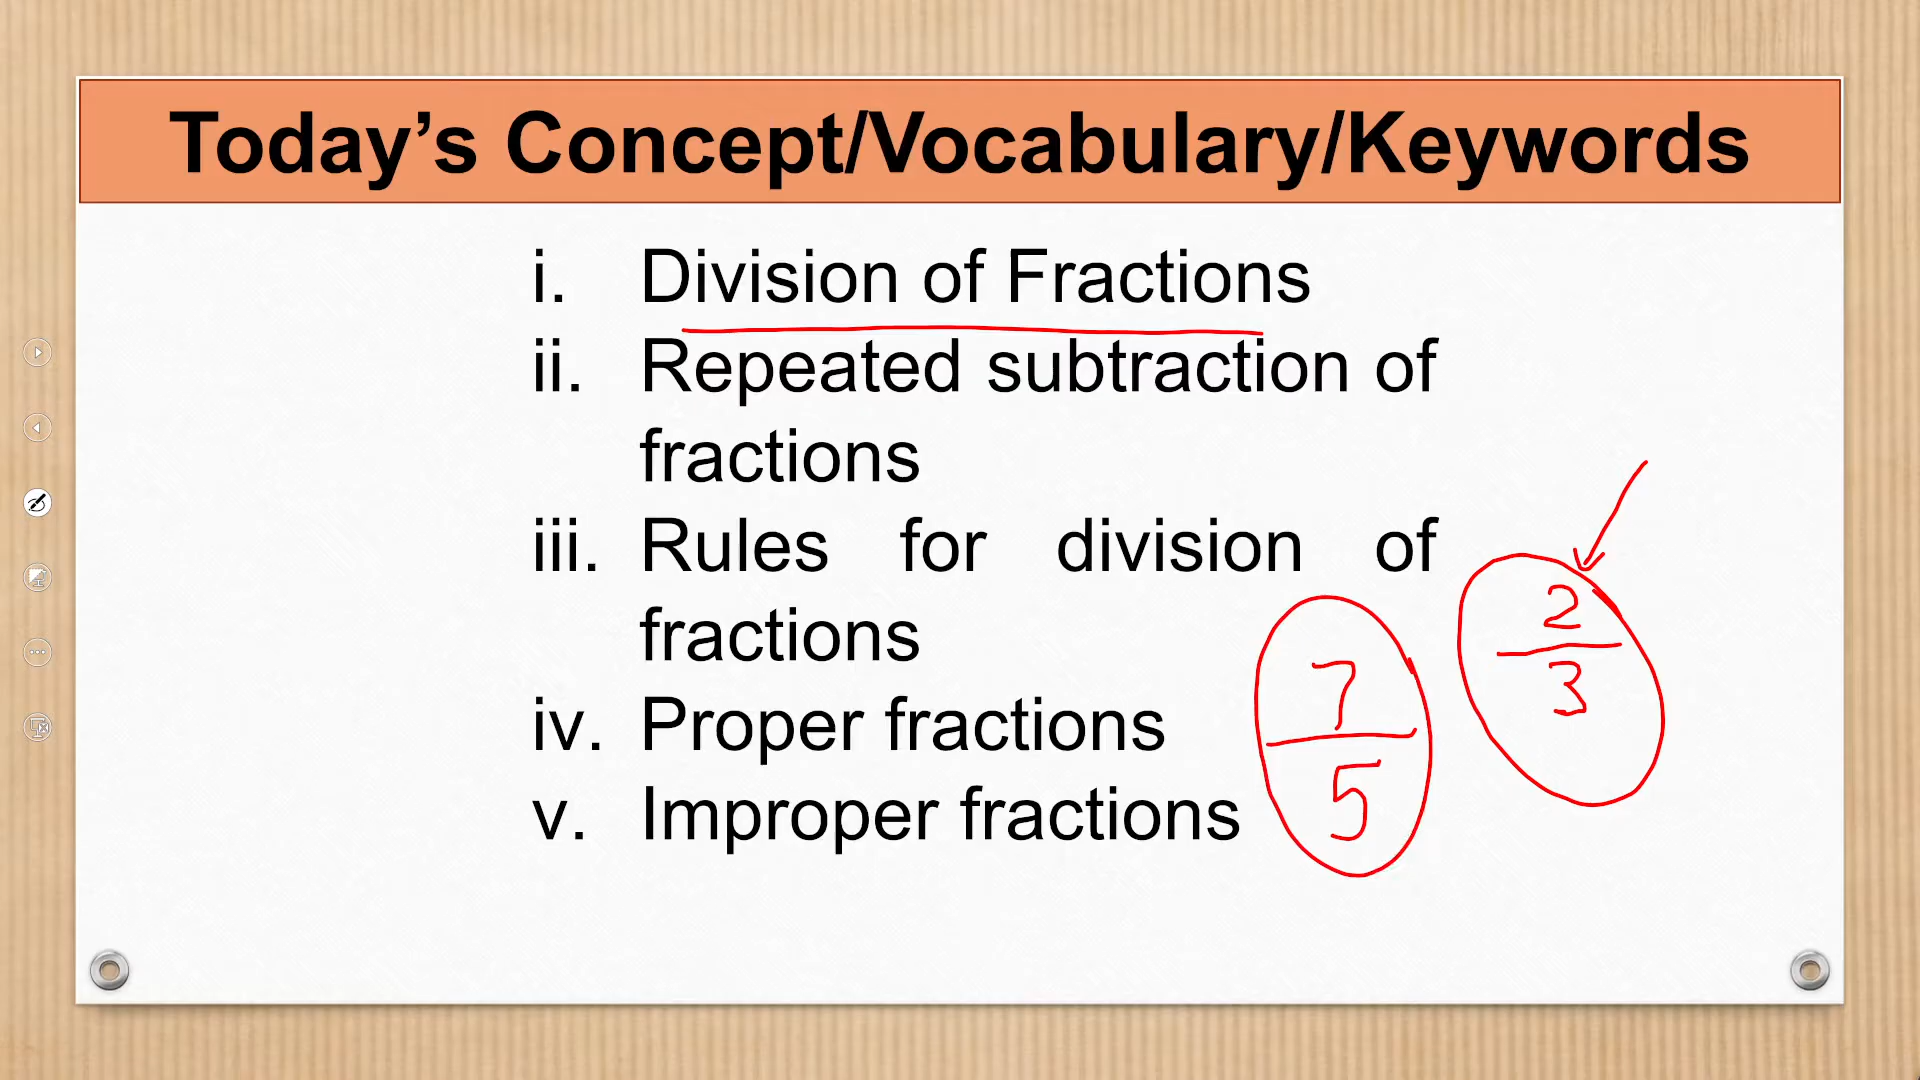 Today’s Concept/Vocabulary/Keywords
i. Division of Fractions
ii. Repeated subtraction of
fractions
iii. Rules for division of
fractions
iv. Proper fractions
v. Improper fractions
7
5
2
3